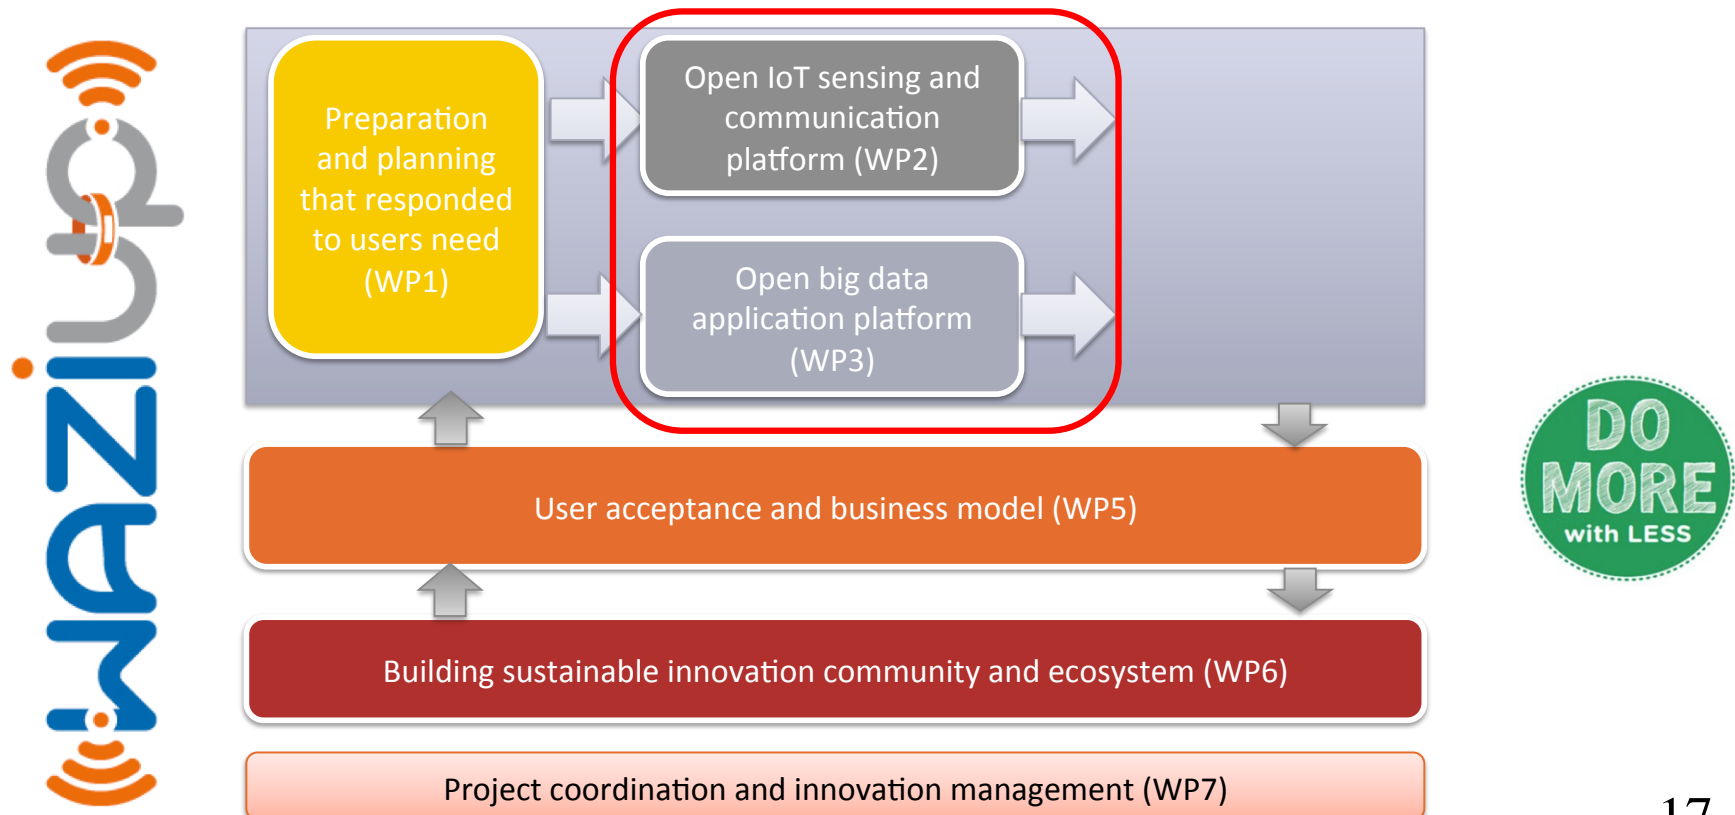 WAZiup
Preparation
and planning
that responded
to users need
(WP1)
Open IoT sensing and
communication
platform (WP2)
Open big data
application platform
(WP3)
User acceptance and business model (WP5)
Building sustainable innovation community and ecosystem (WP6)
Project coordination and innovation management (WP7)
DO
MORE
with LESS
17